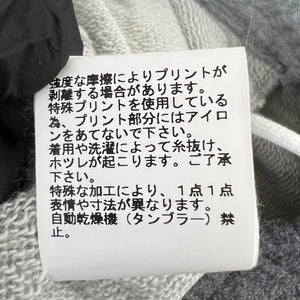 強度な摩擦によりプリントが
剥離する場合があります。
特殊プリントを使用している
為、プリント部分にはアイロ
ンをあてないで下さい。
着用や洗濯によって糸抜け、
ホツレが起こります。ご了承
下さい。
特殊な加工により、１点１点
表情や寸法が異なります。
自動乾燥機（タンブラー）禁
止。